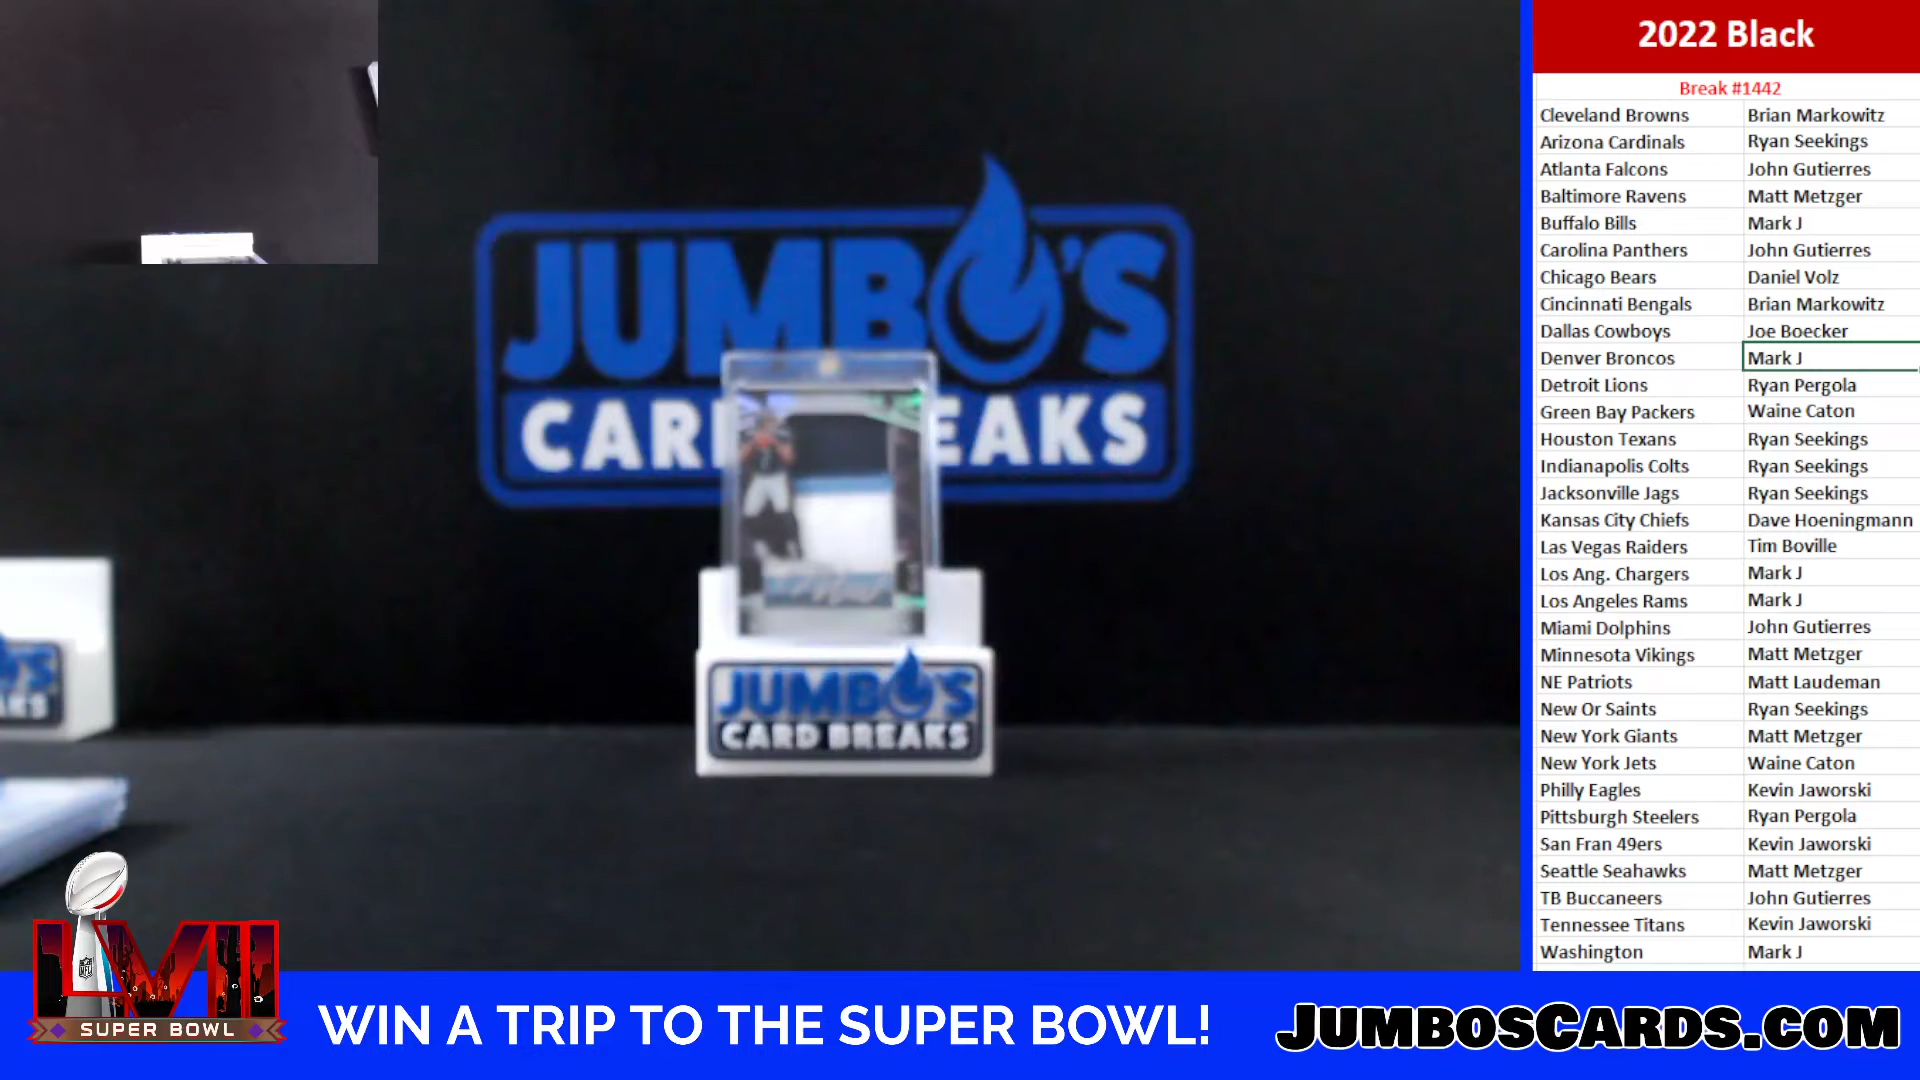 2022 Black
Break #1442
Cleveland Browns Brian Markowitz
Arizona Cardinals Ryan Seekings
Atlanta Falcons John Gutierres
Baltimore Ravens Matt Metzger
Buffalo Bills Mark J
Carolina Panthers John Gutierres
Chicago Bears Daniel Volz
Cincinnati Bengals Brian Markowitz
Dallas Cowboys Joe Boecker
Denver Broncos Mark J
Detroit Lions Ryan Pergola
Green Bay Packers Waine Caton
Houston Texans Ryan Seekings
Indianapolis Colts Ryan Seekings
Jacksonville Jags Ryan Seekings
Kansas City Chiefs Dave Hoeningmann
Las Vegas Raiders Tim Boville
Los Ang. Chargers Mark J
Los Angeles Rams Mark J
Miami Dolphins John Gutierres
Minnesota Vikings Matt Metzger
NE Patriots Matt Laudeman
New Or Saints Ryan Seekings
New York Giants Matt Metzger
New York Jets Waine Caton
Philly Eagles Kevin Jaworski
Pittsburgh Steelers Ryan Pergola
San Fran 49ers Kevin Jaworski
Seattle Seahawks Matt Metzger
TB Buccaneers John Gutierres
Tennessee Titans Kevin Jaworski
Washington Mark J
JUMBO'S
CAR EAKS
JUMBO'S
CARD BREAKS
O'S
AKS
LVII
NFL
SUPER BOWL
WIN A TRIP TO THE SUPER BOWL!
JUMBOSCARDS.COM